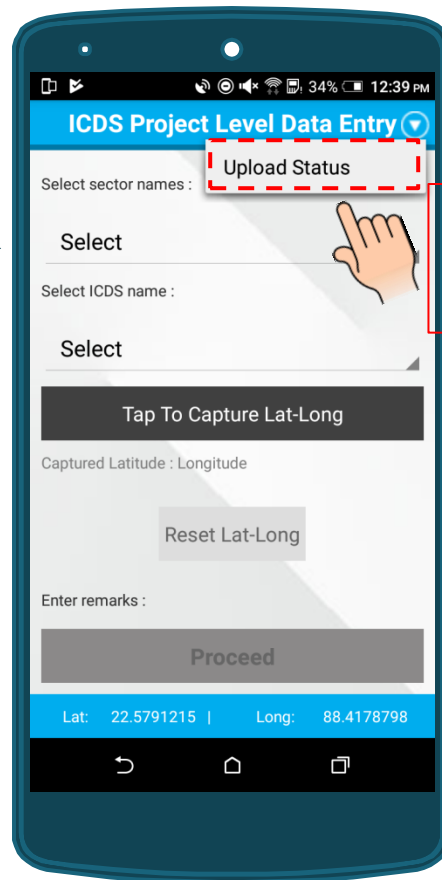 34% 12:39 PM
ICDS Project Level Data Entry
Upload Status
Select sector names :
Select
Select ICDS name :
Select
Tap To Capture Lat-Long
Captured Latitude : Longitude
Reset Lat-Long
Enter remarks :
Proceed
Lat: 22.5791215 | Long: 88.4178798